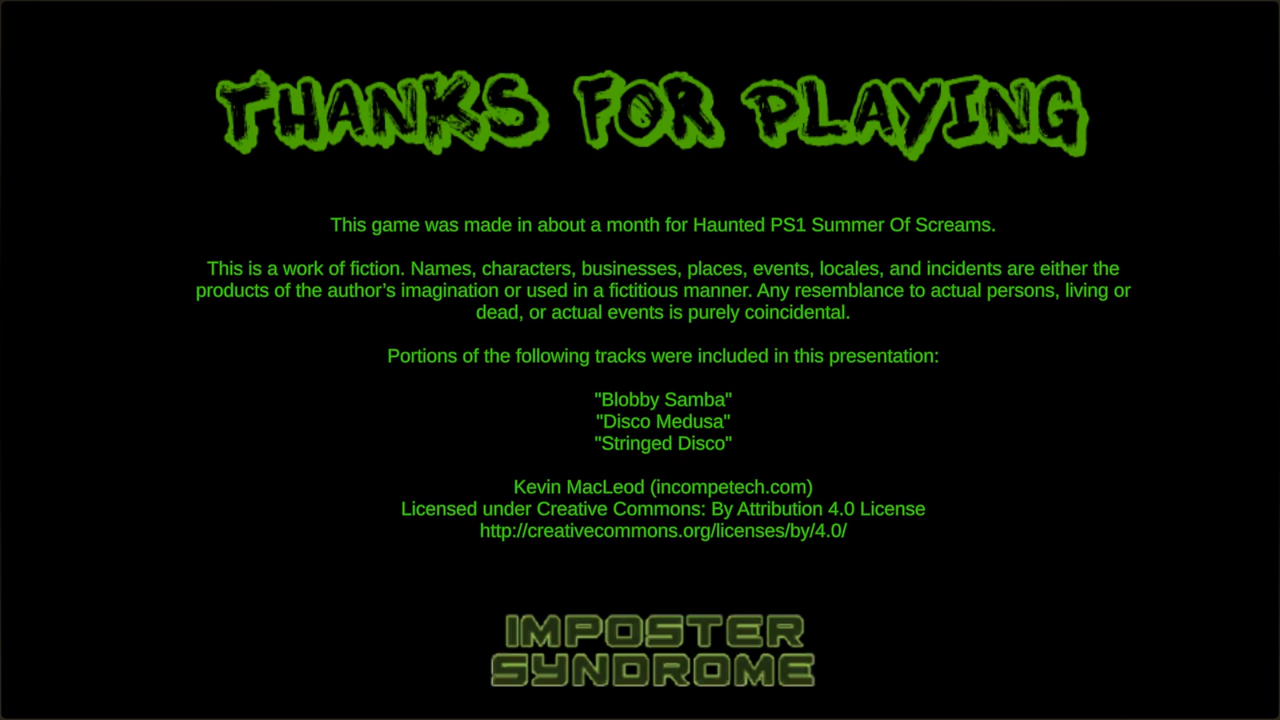 THANKS FOR PLAYING
This game was made in about a month for Haunted PS1 Summer Of Screams.
This is a work of fiction. Names, characters, businesses, places, events, locales, and incidents are either the
products of the author’s imagination or used in a fictitious manner. Any resemblance to actual persons, living or
dead, or actual events is purely coincidental.
Portions of the following tracks were included in this presentation:
"Blobby Samba"
"Disco Medusa"
"Stringed Disco"
Kevin MacLeod (incompetech.com)
Licensed under Creative Commons: By Attribution 4.0 License
http://creativecommons.org/licenses/by/4.0/
IMPOSTER
SYNDROME